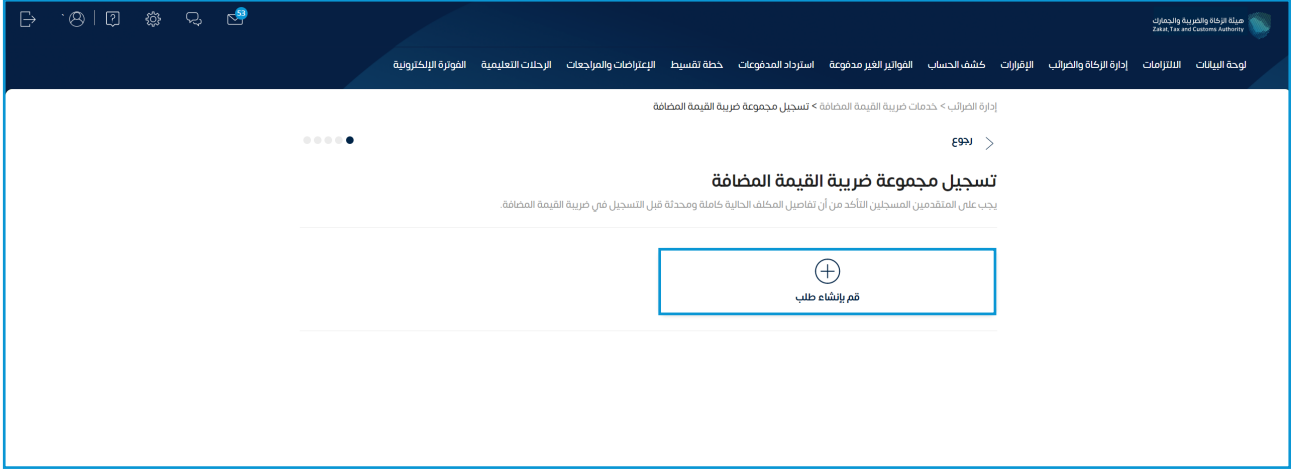 53
هيئة الزكاة والضريبة والجمارك
Zakat, Tax and Customs Authority
لوحة البيانات الالتزامات إدارة الزكاة والضرائب الإقرارات كشف الحساب الفواتير الغير مدفوعة استرداد المدفوعات خطة تقسيط الإعتراضات والمراجعات الرحلات التعليمية الفوترة الإلكترونية
إدارة الضرائب > خدمات ضريبة القيمة المضافة > تسجيل مجموعة ضريبة القيمة المضافة
رجوع
تسجيل مجموعة ضريبة القيمة المضافة
يجب على المتقدمين المسجلين التأكد من أن تفاصيل المكلف الحالية كاملة ومحدثة قبل التسجيل في ضريبة القيمة المضافة.
قم بإنشاء طلب